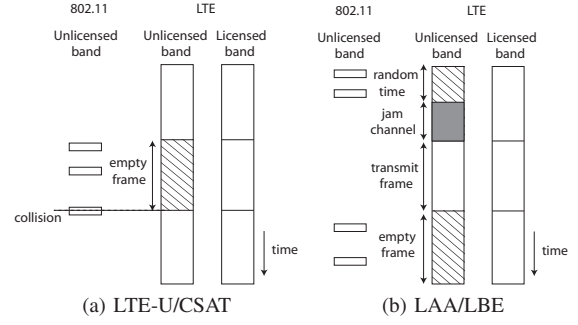 802.11
LTE
Unlicensed
band
Unlicensed
band
Licensed
band
empty
frame
collision
time
(a) LTE-U/CSAT
802.11
LTE
Unlicensed
band
Unlicensed
band
Licensed
band
random
time
jam
channel
transmit
frame
empty
frame
time
(b) LAA/LBE